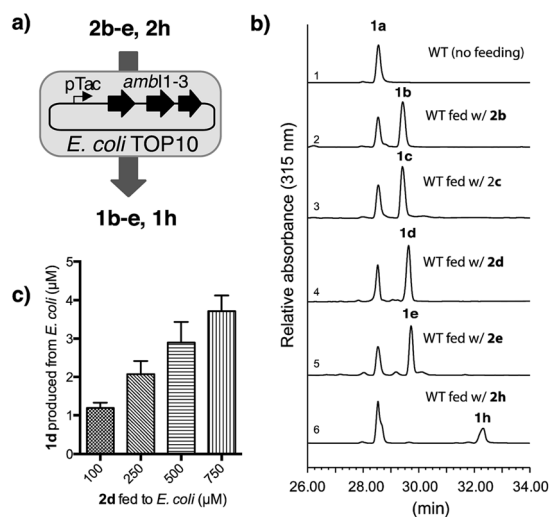 a)
2b-e, 2h
pTac
ambI1-3
E. coli TOP10
1b-e, 1h
b)
1a
WT (no feeding)
1
1b
WT fed w/ 2b
2
1c
WT fed w/ 2c
3
1d
WT fed w/ 2d
4
1e
WT fed w/ 2e
5
WT fed w/ 2h
1h
6
Relative absorbance (315 nm)
26.00 28.00 30.00 32.00 34.00
(min)
c)
1d produced from E. coli (μM)
5
4
3
2
1
0
100 250 500 750
2d fed to E. coli (μM)